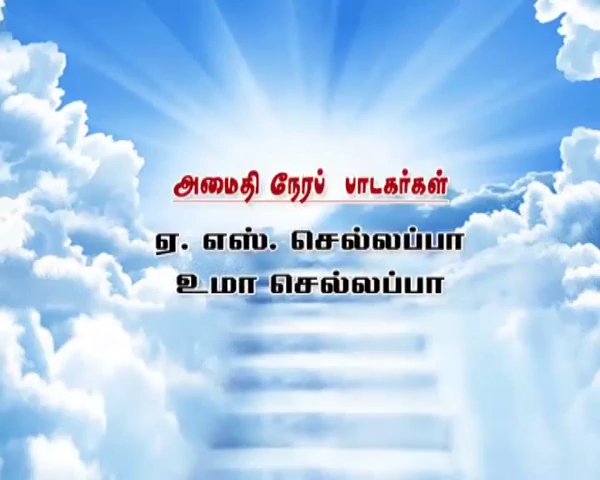 அமைதி நேரப் பாடகர்கள்
ஏ. எஸ். செல்லப்பா
உமா செல்லப்பா